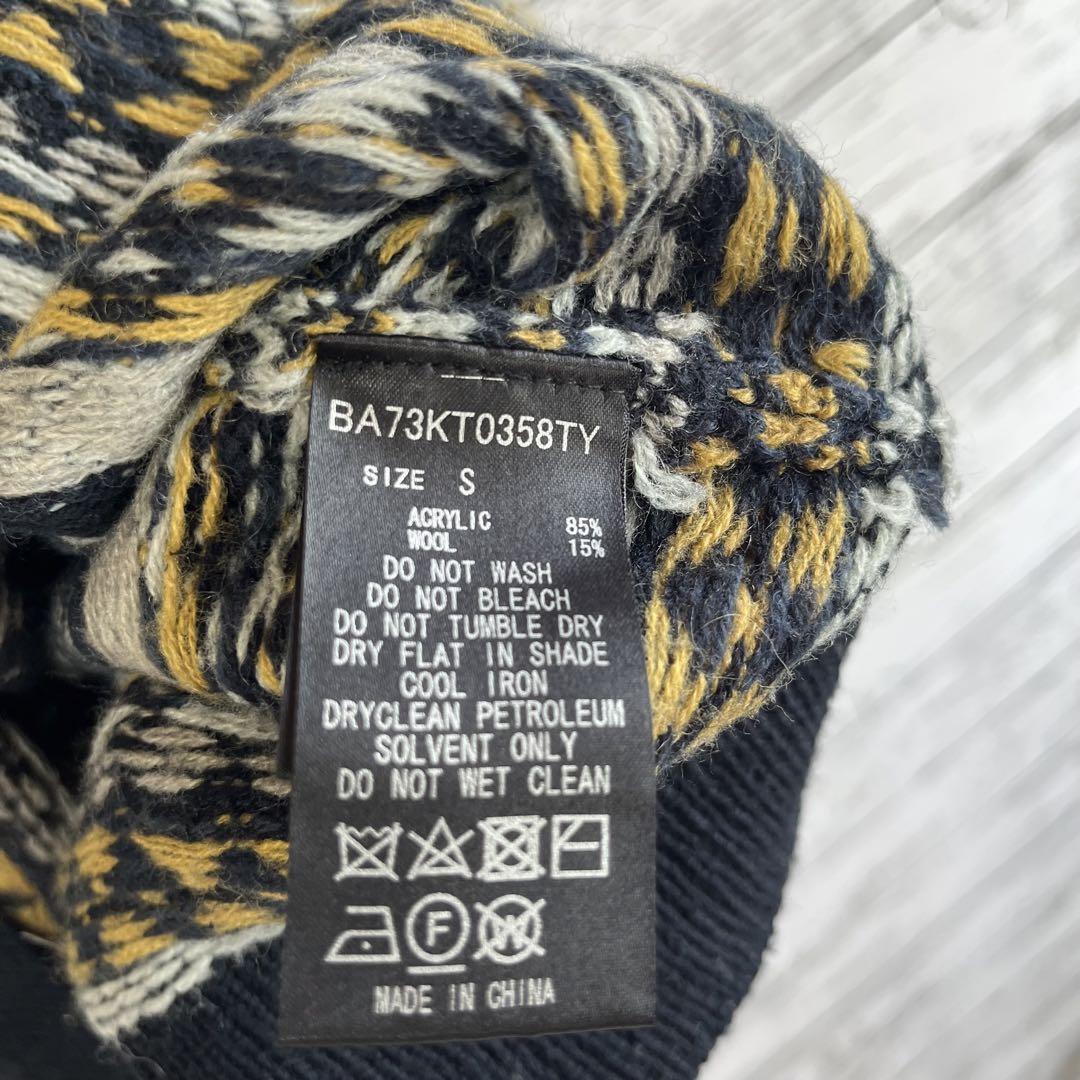 BA73KT0358TY
SIZE S
ACRYLIC 85%
WOOL 15%
DO NOT WASH
DO NOT BLEACH
DO NOT TUMBLE DRY
DRY FLAT IN SHADE
COOL IRON
DRYCLEAN PETROLEUM
SOLVENT ONLY
DO NOT WET CLEAN
F W
MADE IN CHINA